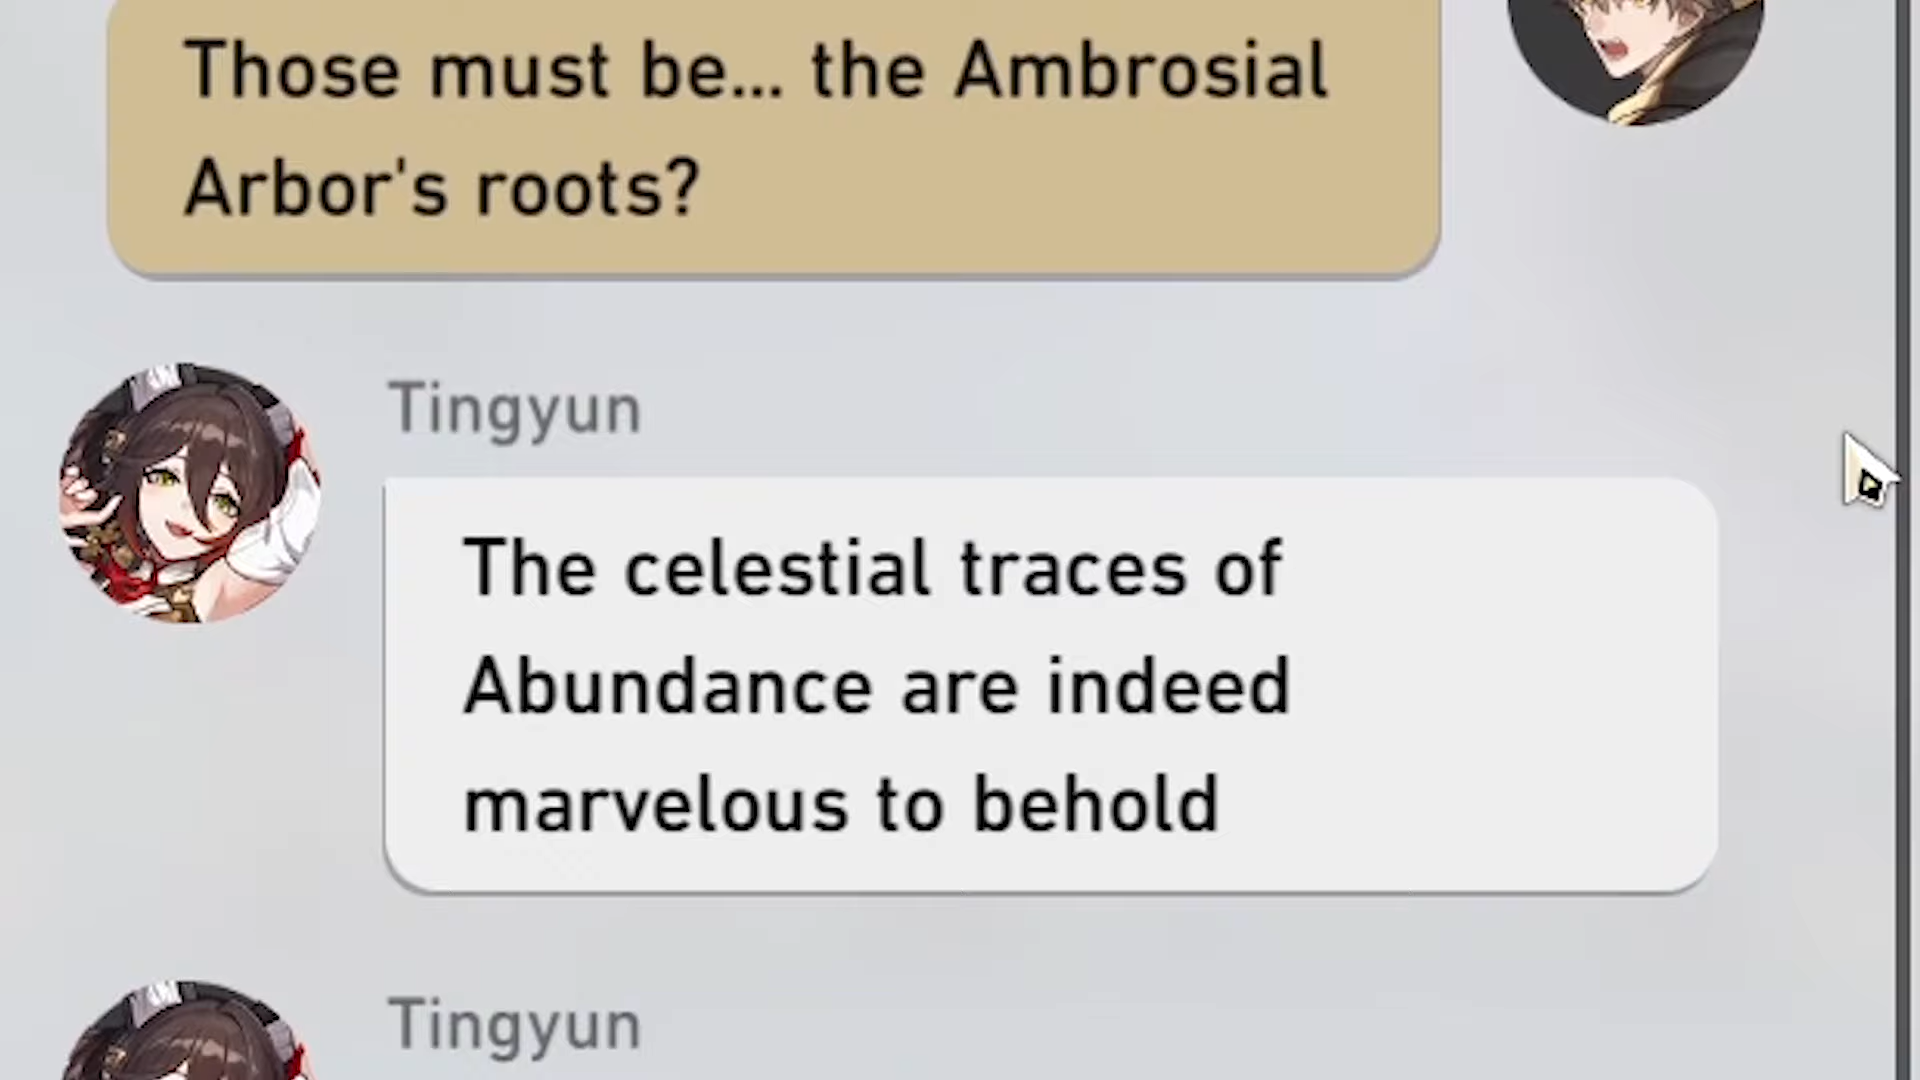 Those must be... the Ambrosial
Arbor's roots?
Tingyun
The celestial traces of
Abundance are indeed
marvelous to behold
Tingyun